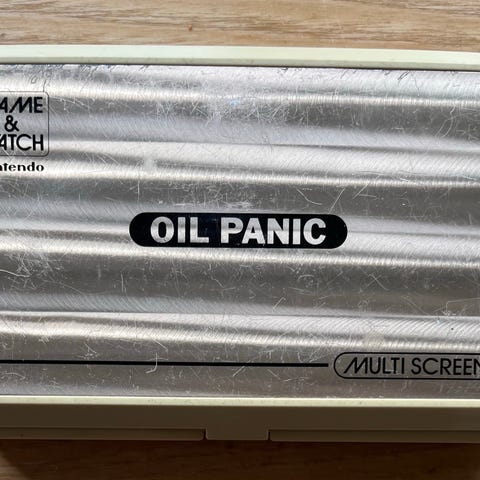 AME
&
ATCH
ntendo
OIL PANIC
MULTI SCREEN